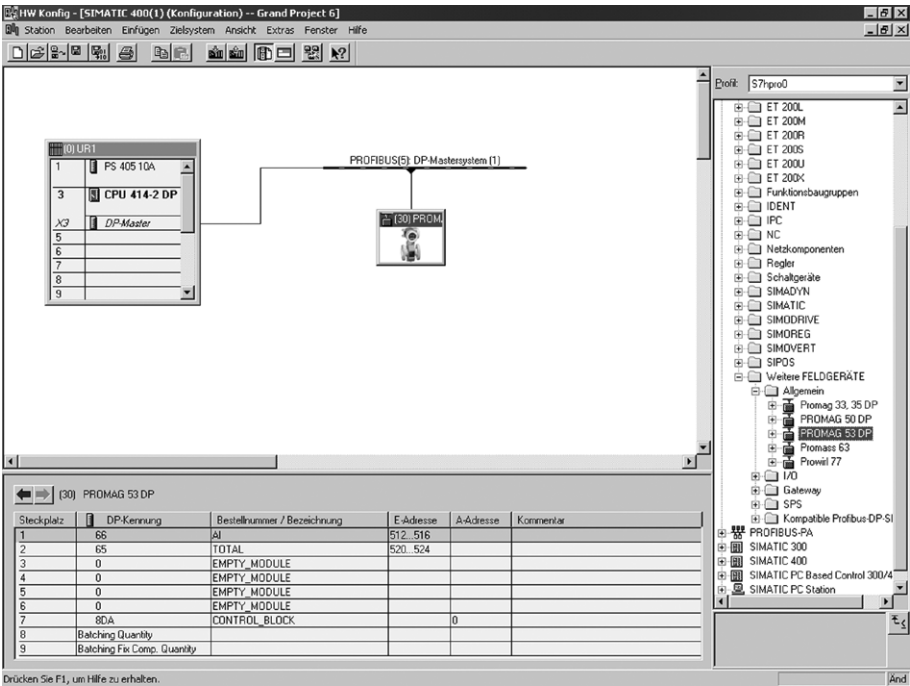 HW Konfig - [SIMATIC 400(1) (Konfiguration) -- Grand Project 6]
Station Bearbeiten Einfügen Zielsystem Ansicht Extras Fenster Hilfe
(0) UR1
1 PS 405 10A
3 CPU 414-2 DP
X3 DP-Master
5
6
7
8
9
PROFIBUS(5): DP-Mastersystem (1)
(30) PROM
Profil: S7hpro0
ET 200L
ET 200M
ET 200R
ET 200S
ET 200U
ET 200X
Funktionsbaugruppen
IDENT
IPC
NC
Netzkomponenten
Regler
Schaltgeräte
SIMADYN
SIMATIC
SIMODRIVE
SIMOREG
SIMOVERT
SIPOS
Weitere FELDGERÄTE
Allgemein
Promag 33, 35 DP
PROMAG 50 DP
PROMAG 53 DP
Promass 63
Prowirl 77
I/O
Gateway
SPS
Kompatible Profibus-DP-Sl
PROFIBUS-PA
SIMATIC 300
SIMATIC 400
SIMATIC PC Based Control 300/4
SIMATIC PC Station
(30) PROMAG 53 DP
Steckplatz DP-Kennung Bestellnummer / Bezeichnung E-Adresse A-Adresse Kommentar
1 66 AI 512...516
2 65 TOTAL 520...524
3 0 EMPTY_MODULE
4 0 EMPTY_MODULE
5 0 EMPTY_MODULE
6 0 EMPTY_MODULE
7 8DA CONTROL_BLOCK 0
8 Batching Quantity
9 Batching Fix Comp. Quantity
Drücken Sie F1, um Hilfe zu erhalten.
Änd